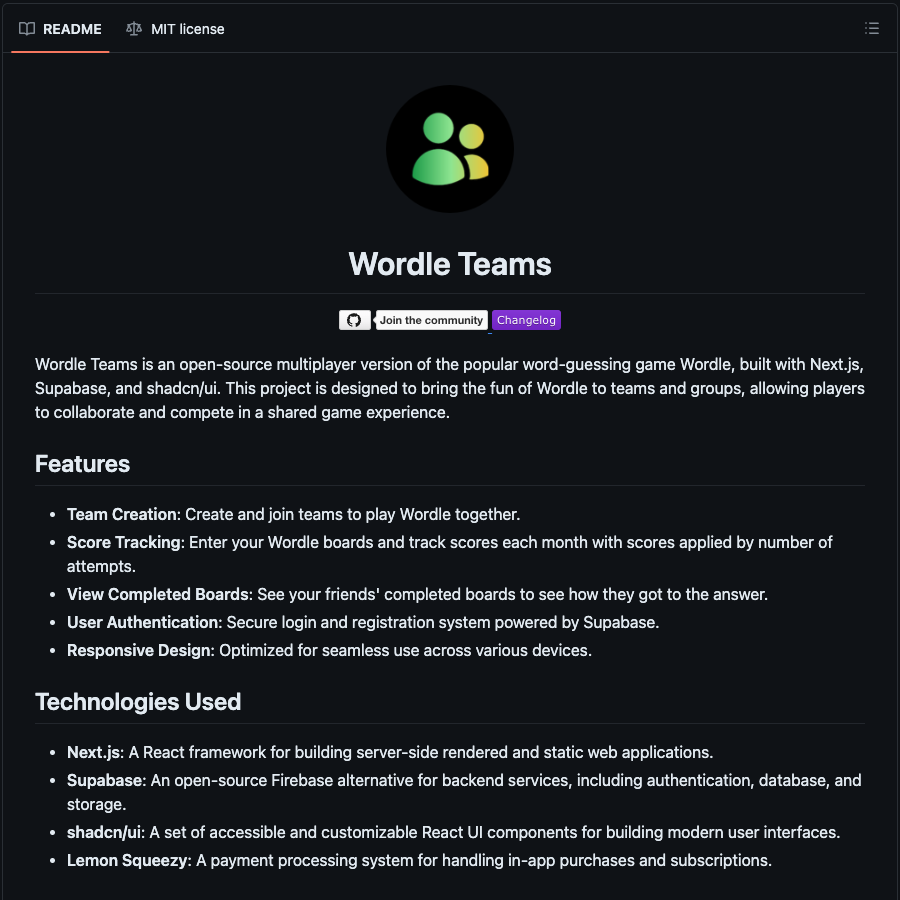 README MIT license
Wordle Teams
Join the community Changelog
Wordle Teams is an open-source multiplayer version of the popular word-guessing game Wordle, built with Next.js,
Supabase, and shadcn/ui. This project is designed to bring the fun of Wordle to teams and groups, allowing players
to collaborate and compete in a shared game experience.
Features
• Team Creation: Create and join teams to play Wordle together.
• Score Tracking: Enter your Wordle boards and track scores each month with scores applied by number of
attempts.
• View Completed Boards: See your friends' completed boards to see how they got to the answer.
• User Authentication: Secure login and registration system powered by Supabase.
• Responsive Design: Optimized for seamless use across various devices.
Technologies Used
• Next.js: A React framework for building server-side rendered and static web applications.
• Supabase: An open-source Firebase alternative for backend services, including authentication, database, and
storage.
• shadcn/ui: A set of accessible and customizable React UI components for building modern user interfaces.
• Lemon Squeezy: A payment processing system for handling in-app purchases and subscriptions.